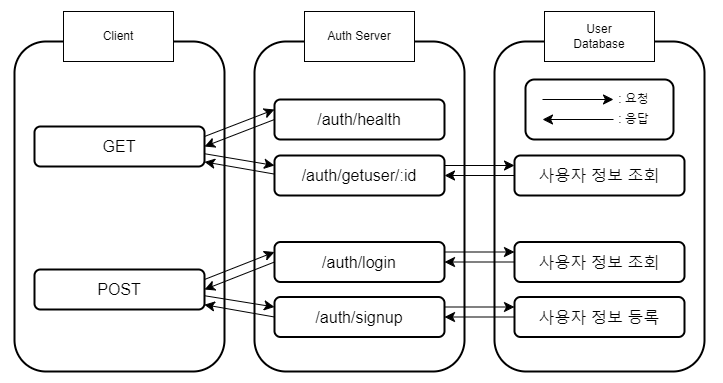 Client
Auth Server
User
Database
: 요청
: 응답
GET
/auth/health
/auth/getuser/:id
사용자 정보 조회
POST
/auth/login
사용자 정보 조회
/auth/signup
사용자 정보 등록